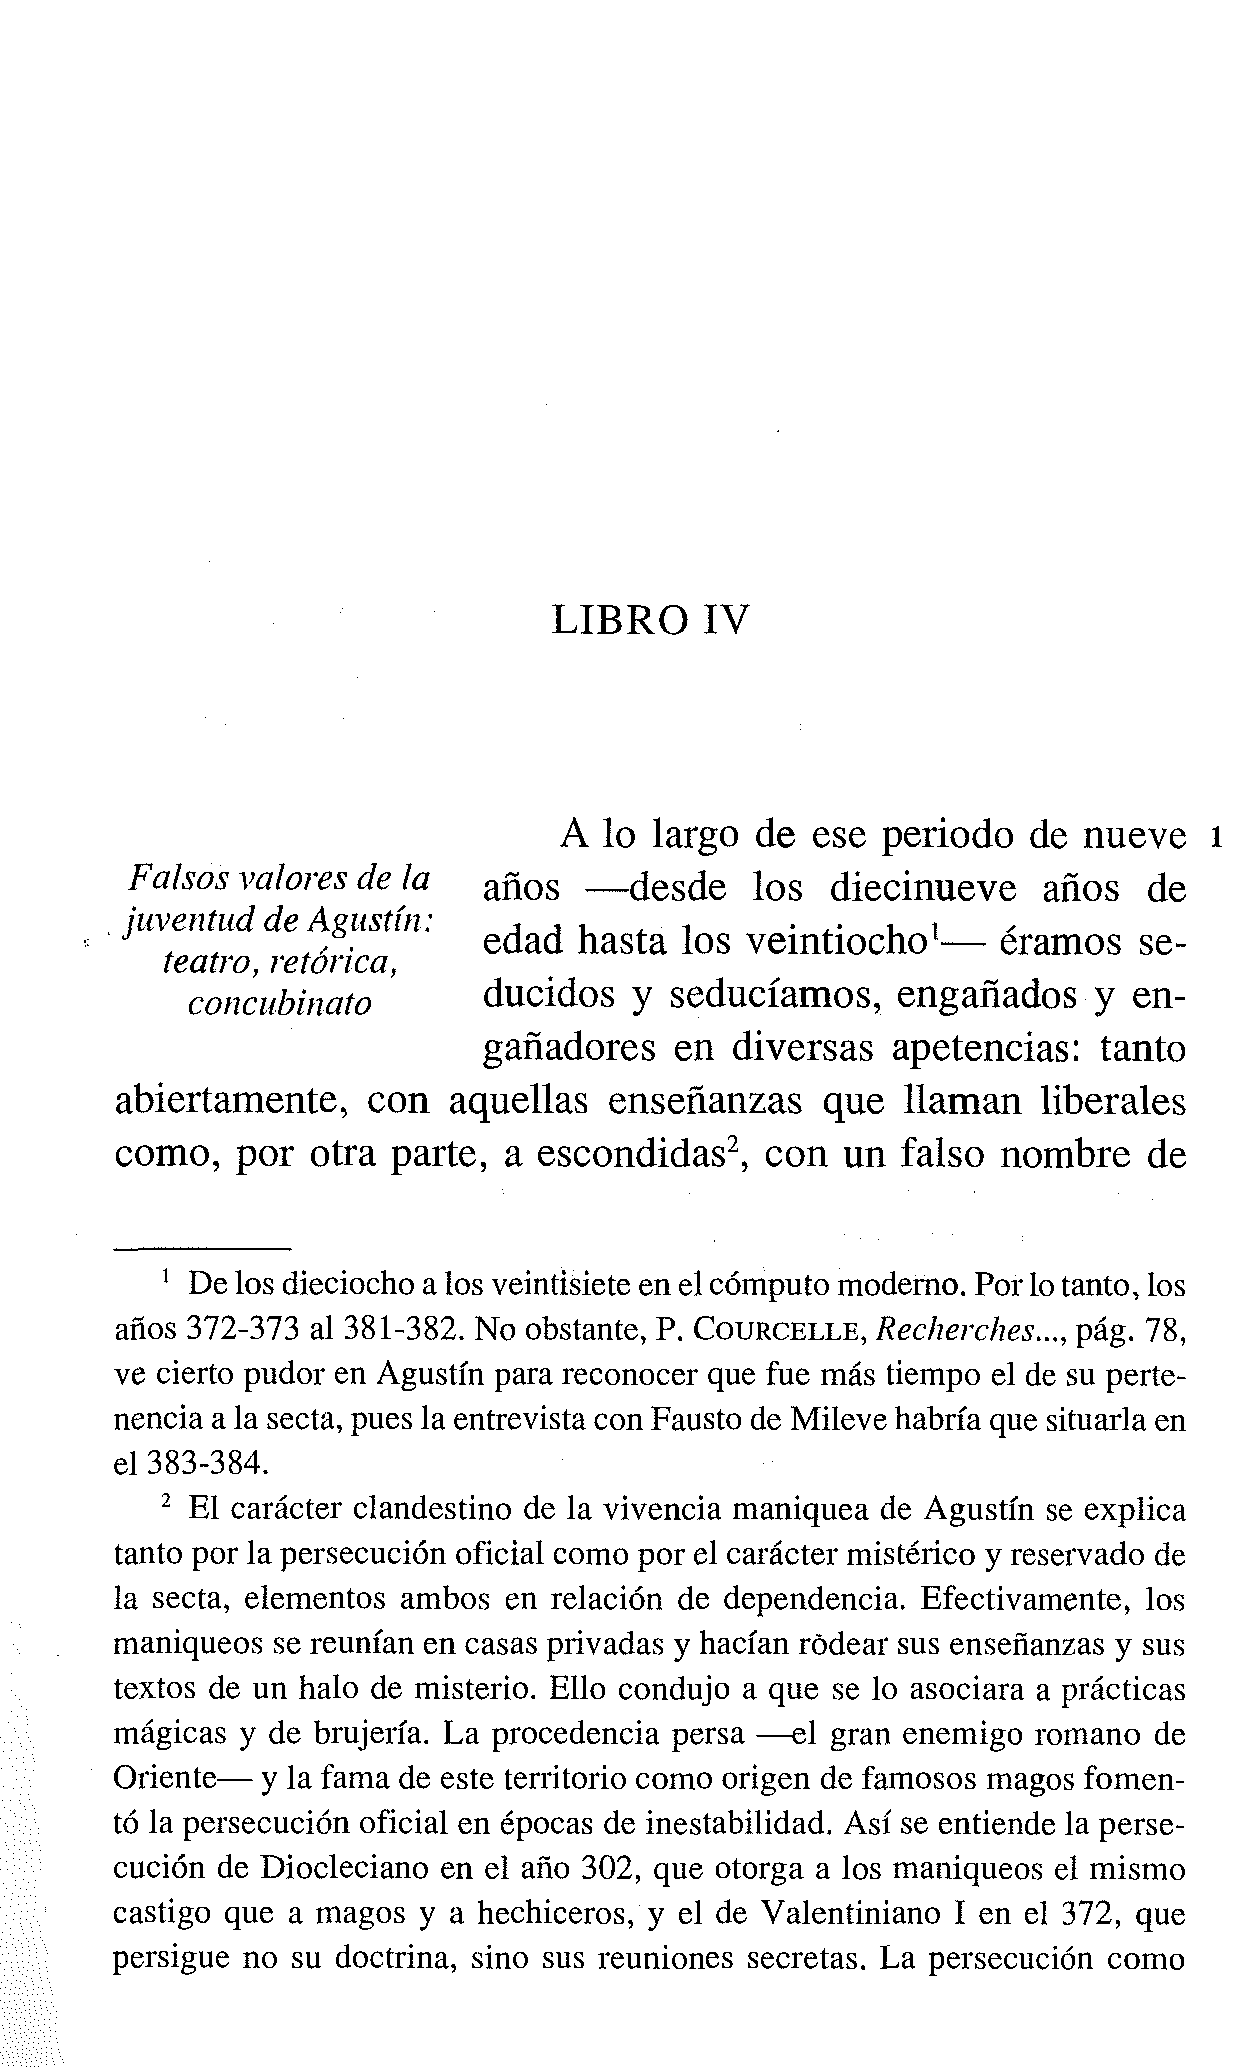 LIBRO IV
A lo largo de ese periodo de nueve 1
Falsos valores de la
juventud de Agustín:
teatro, retórica,
concubinato
años —desde los diecinueve años de
edad hasta los veintiocho¹— éramos se-
ducidos y seducíamos, engañados y en-
gañadores en diversas apetencias: tanto
abiertamente, con aquellas enseñanzas que llaman liberales
como, por otra parte, a escondidas², con un falso nombre de
¹ De los dieciocho a los veintisiete en el cómputo moderno. Por lo tanto, los
años 372-373 al 381-382. No obstante, P. COURCELLE, Recherches..., pág. 78,
ve cierto pudor en Agustín para reconocer que fue más tiempo el de su perte-
nencia a la secta, pues la entrevista con Fausto de Mileve habría que situarla en
el 383-384.
² El carácter clandestino de la vivencia maniquea de Agustín se explica
tanto por la persecución oficial como por el carácter mistérico y reservado de
la secta, elementos ambos en relación de dependencia. Efectivamente, los
maniqueos se reunían en casas privadas y hacían rodear sus enseñanzas y sus
textos de un halo de misterio. Ello condujo a que se lo asociara a prácticas
mágicas y de brujería. La procedencia persa —el gran enemigo romano de
Oriente— y la fama de este territorio como origen de famosos magos fomen-
tó la persecución oficial en épocas de inestabilidad. Así se entiende la perse-
cución de Diocleciano en el año 302, que otorga a los maniqueos el mismo
castigo que a magos y a hechiceros, y el de Valentiniano I en el 372, que
persigue no su doctrina, sino sus reuniones secretas. La persecución como